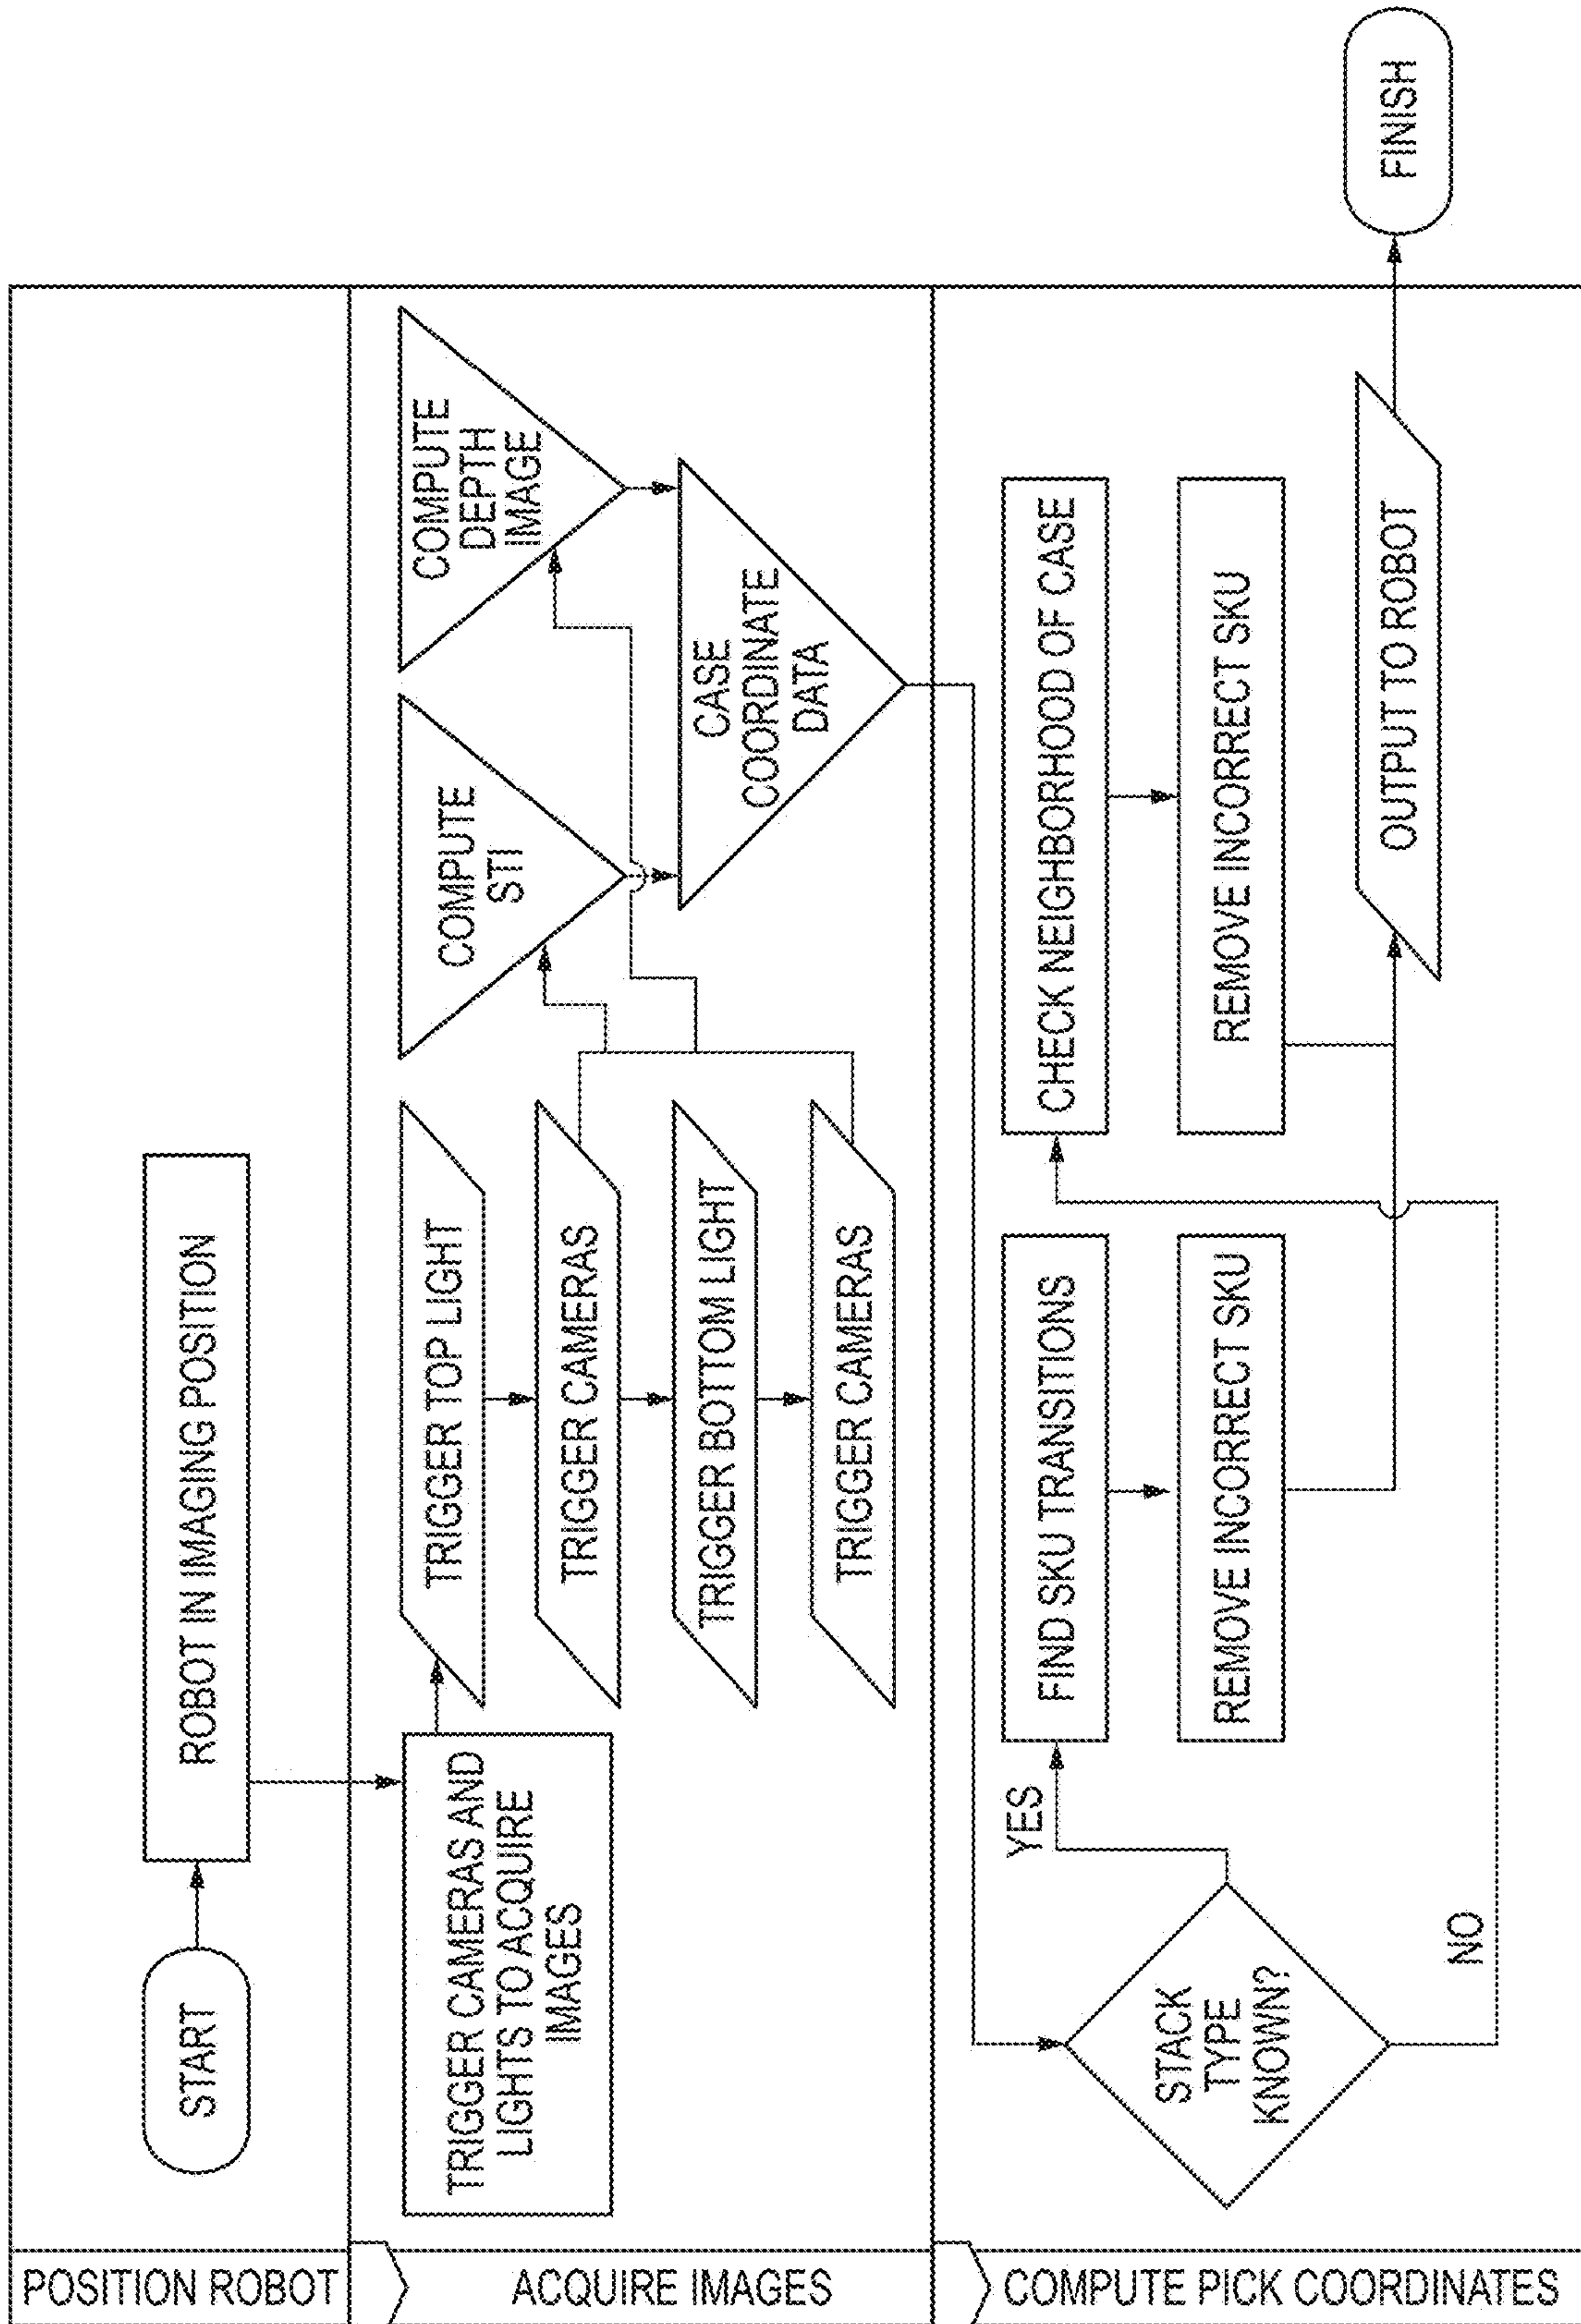 POSITION ROBOT
START
ROBOT IN IMAGING POSITION
ACQUIRE IMAGES
TRIGGER CAMERAS AND
LIGHTS TO ACQUIRE
IMAGES
TRIGGER TOP LIGHT
TRIGGER CAMERAS
TRIGGER BOTTOM LIGHT
TRIGGER CAMERAS
COMPUTE
STI
COMPUTE
DEPTH
IMAGE
CASE
COORDINATE
DATA
COMPUTE PICK COORDINATES
STACK
TYPE
KNOWN?
YES
NO
FIND SKU TRANSITIONS
REMOVE INCORRECT SKU
CHECK NEIGHBORHOOD OF CASE
REMOVE INCORRECT SKU
OUTPUT TO ROBOT
FINISH